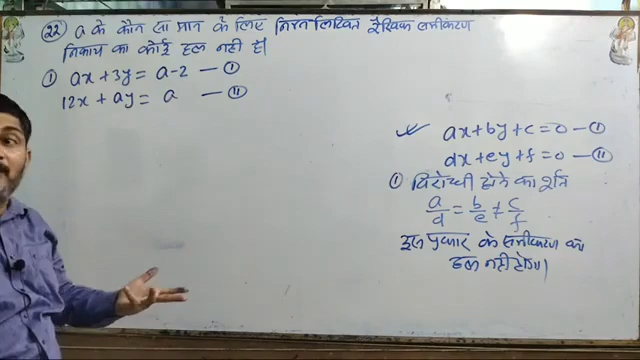 (22) a के कौन सा मान के लिए निम्नलिखित रैखिक समीकरण
निकाय का कोई हल नही है।
① ax + 3y = a - 2 — ①
12x + ay = a — ⑪
ax + by + c = 0 — ①
dx + ey + f = 0 — ⑪
① विरोधी होने का शर्त
a/d = b/e ≠ c/f
इस प्रकार के समीकरण का
हल नहीं होगा।